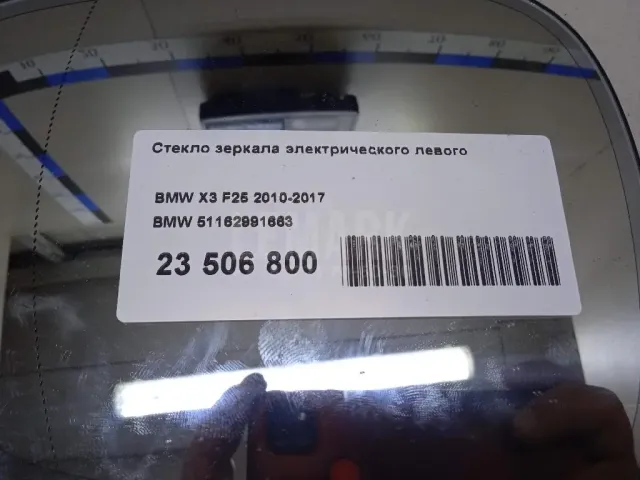 Стекло зеркала электрического левого
BMW X3 F25 2010-2017
BMW 51162991663
23 506 800